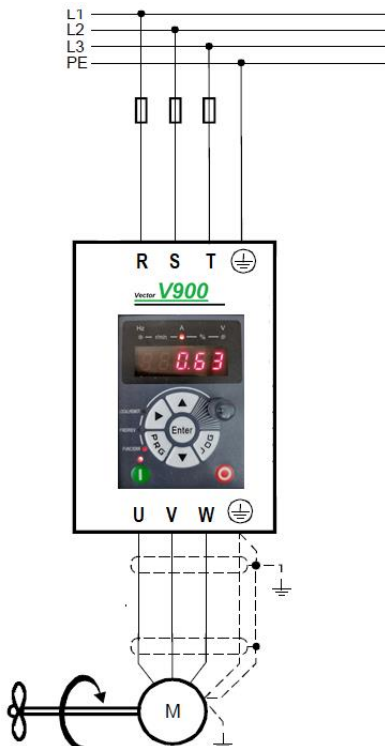 L1
L2
L3
PE
R S T
Vector V900
Hz A V
0.63
Enter
PRG JOG
U V W
M